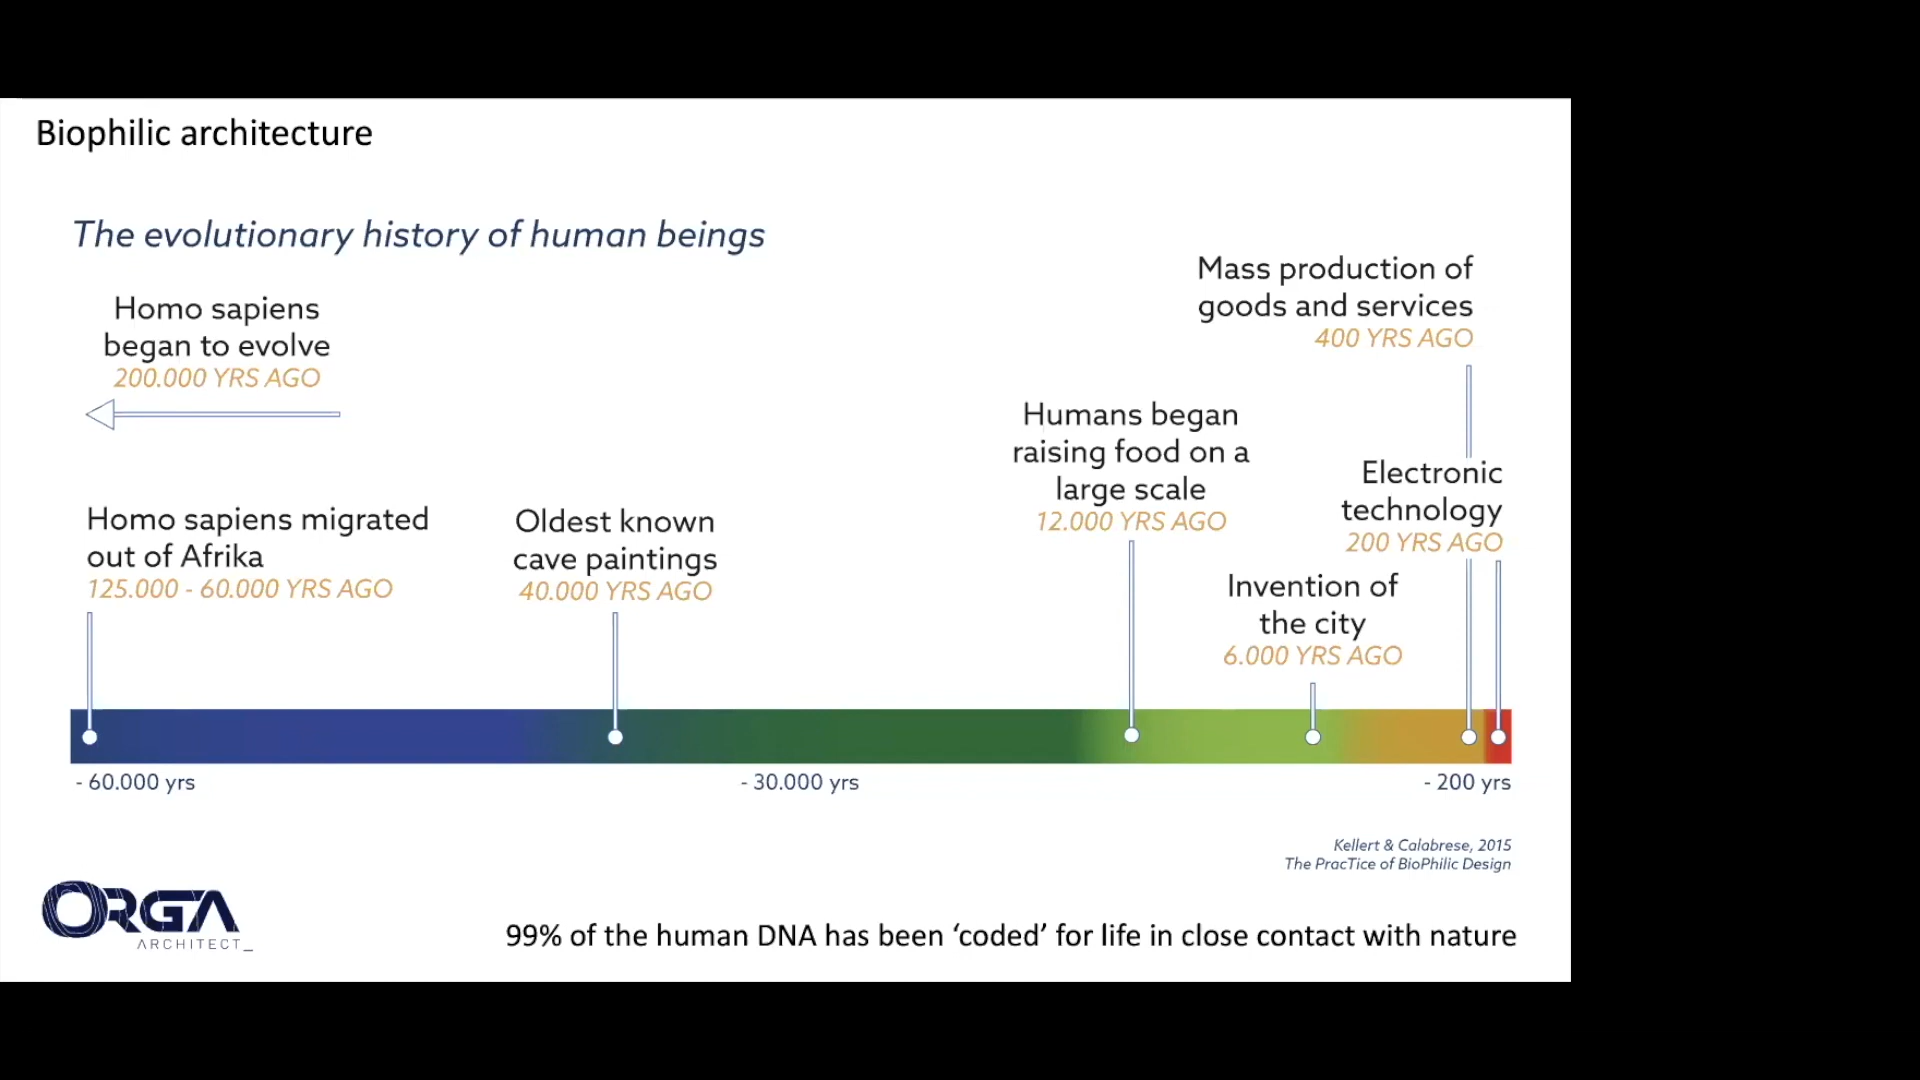 Biophilic architecture
The evolutionary history of human beings
Homo sapiens
began to evolve
200.000 YRS AGO
Homo sapiens migrated
out of Afrika
125.000 - 60.000 YRS AGO
Oldest known
cave paintings
40.000 YRS AGO
Humans began
raising food on a
large scale
12.000 YRS AGO
Invention of
the city
6.000 YRS AGO
Mass production of
goods and services
400 YRS AGO
Electronic
technology
200 YRS AGO
- 60.000 yrs
- 30.000 yrs
- 200 yrs
Kellert & Calabrese, 2015
The PracTice of BioPhilic Design
ORGA
ARCHITECT_
99% of the human DNA has been ‘coded’ for life in close contact with nature